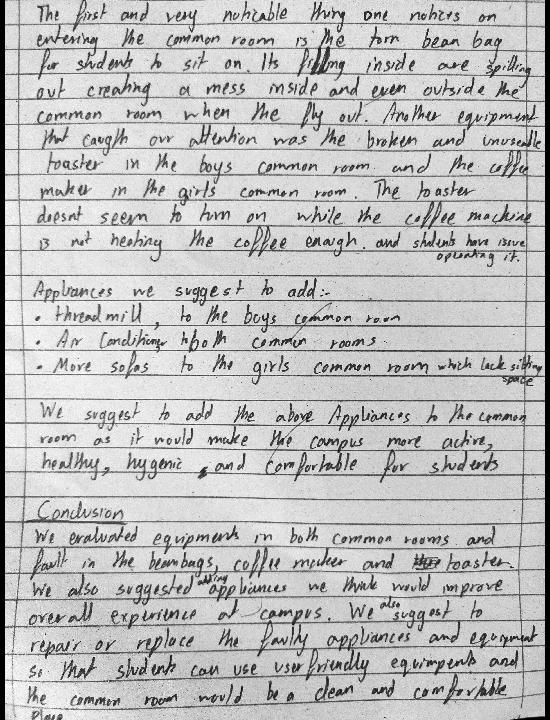 The first and very noticable thing one notices on
entering the common room is the torn bean bag
for students to sit on. Its filling inside are spilling
out creating a mess inside and even outside the
common room when the fly out. Another equipment
that caugth our attention was the broken and unuseable
toaster in the boys common room and the coffee
maker in the girls common room. The toaster
doesnt seem to turn on while the coffee machine
is not heating the coffee enough. and students have issue
operating it.
Appliances we suggest to add:-
• threadmill, to the boys common room
• Air Conditioner, to both common rooms
• More sofas to the girls common room which lack sitting
space
We suggest to add the above Appliances to the common
room as it would make the campus more active,
healthy, hygenic, and comfortable for students
Conclusion
We evaluated equipments in both common rooms and
fault in the beanbags, coffee maker and toaster.
We also suggested adding appliances we think would improve
overall experience at campus. We also suggest to
repair or replace the faulty appliances and equipment
so that students can use userfriendly equimpents and
the common room would be a clean and comfortable
place